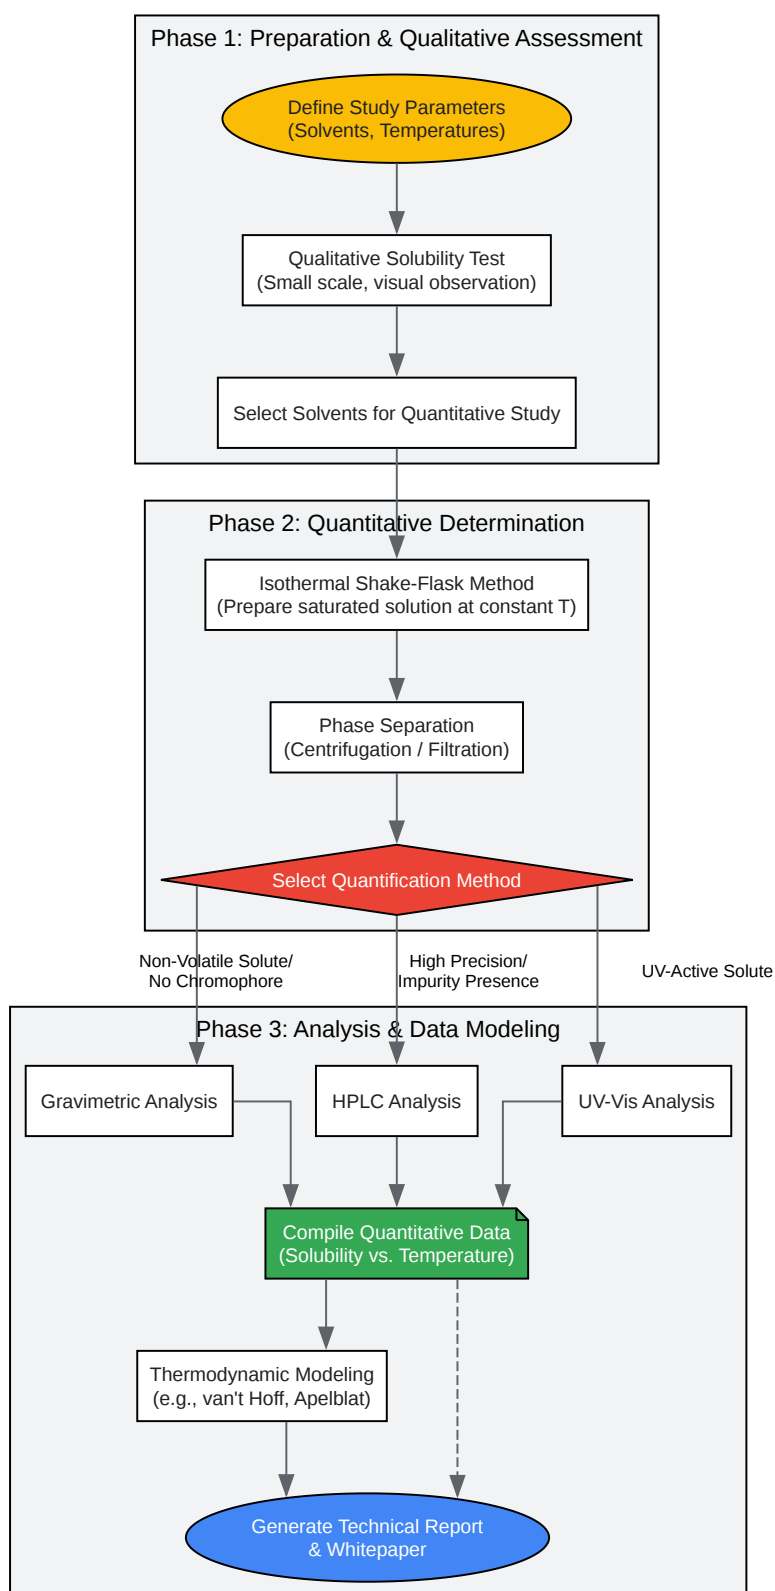 Phase 1: Preparation & Qualitative Assessment
Define Study Parameters
(Solvents, Temperatures)
Qualitative Solubility Test
(Small scale, visual observation)
Select Solvents for Quantitative Study
Phase 2: Quantitative Determination
Isothermal Shake-Flask Method
(Prepare saturated solution at constant T)
Phase Separation
(Centrifugation / Filtration)
Select Quantification Method
Non-Volatile Solute/
No Chromophore
High Precision/
Impurity Presence
UV-Active Solute
Phase 3: Analysis & Data Modeling
Gravimetric Analysis
HPLC Analysis
UV-Vis Analysis
Compile Quantitative Data
(Solubility vs. Temperature)
Thermodynamic Modeling
(e.g., van't Hoff, Apelblat)
Generate Technical Report
& Whitepaper